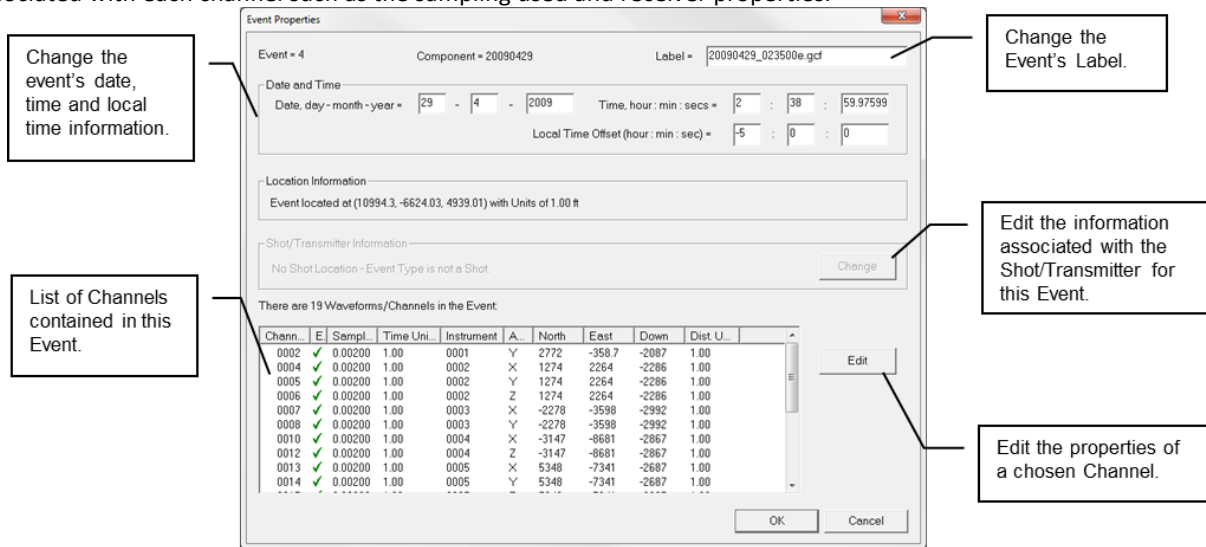 sociated with each channel such as the sampling used and receiver properties.
Event Properties
Event = 4 Component = 20090429 Label = 20090429_023500e.gcf
Date and Time
Date, day - month - year = 29 - 4 - 2009 Time, hour : min : secs = 2 : 38 : 59.97599
Local Time Offset (hour : min : sec) = -5 : 0 : 0
Location Information
Event located at (10994.3, -6624.03, 4939.01) with Units of 1.00 ft
Shot/Transmitter Information
No Shot Location - Event Type is not a Shot.
Change
There are 19 Waveforms/Channels in the Event:
Chann... E. Sampl... Time Uni... Instrument A... North East Down Dist. U...
0002 ✓ 0.00200 1.00 0001 Y 2772 -358.7 -2087 1.00
0004 ✓ 0.00200 1.00 0002 X 1274 2264 -2286 1.00
0005 ✓ 0.00200 1.00 0002 Y 1274 2264 -2286 1.00
0006 ✓ 0.00200 1.00 0002 Z 1274 2264 -2286 1.00
0007 ✓ 0.00200 1.00 0003 X -2278 -3598 -2992 1.00
0008 ✓ 0.00200 1.00 0003 Y -2278 -3598 -2992 1.00
0010 ✓ 0.00200 1.00 0004 X -3147 -8681 -2867 1.00
0012 ✓ 0.00200 1.00 0004 Z -3147 -8681 -2867 1.00
0013 ✓ 0.00200 1.00 0005 X 5348 -7341 -2687 1.00
0014 ✓ 0.00200 1.00 0005 Y 5348 -7341 -2687 1.00
Edit
OK
Cancel
Change the
event's date,
time and local
time information.
List of Channels
contained in this
Event.
Change the
Event's Label.
Edit the information
associated with the
Shot/Transmitter for
this Event.
Edit the properties of
a chosen Channel.